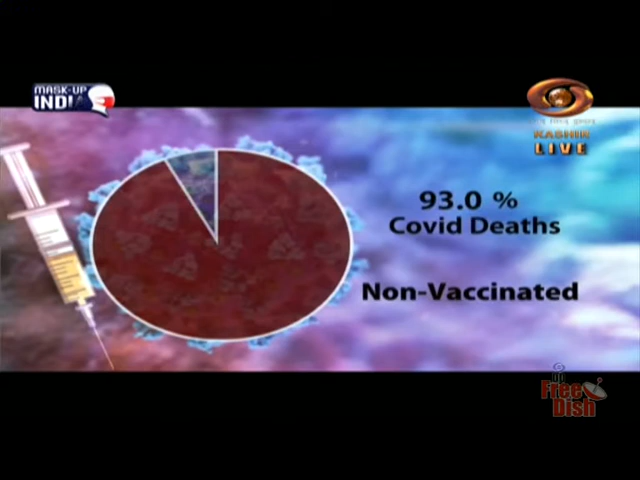 MASK-UP
INDIA
KASHIR
LIVE
93.0 %
Covid Deaths
Non-Vaccinated
Free
Dish